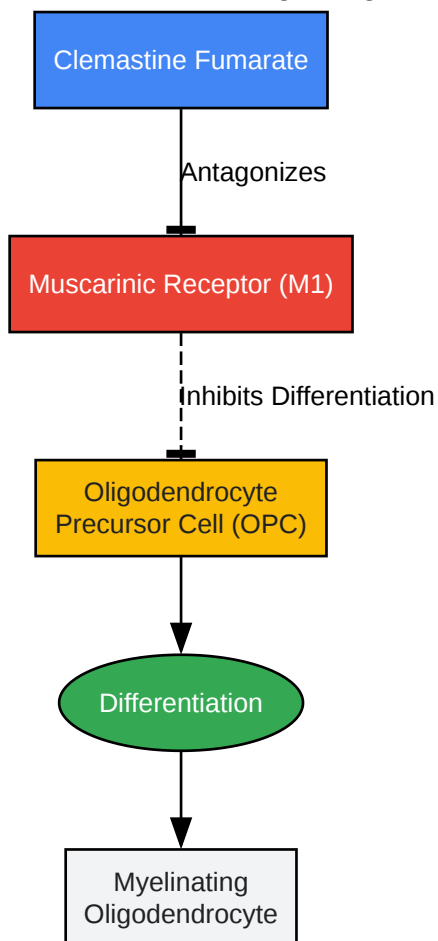 Clemastine Fumarate
Antagonizes
Muscarinic Receptor (M1)
Inhibits Differentiation
Oligodendrocyte
Precursor Cell (OPC)
Differentiation
Myelinating
Oligodendrocyte